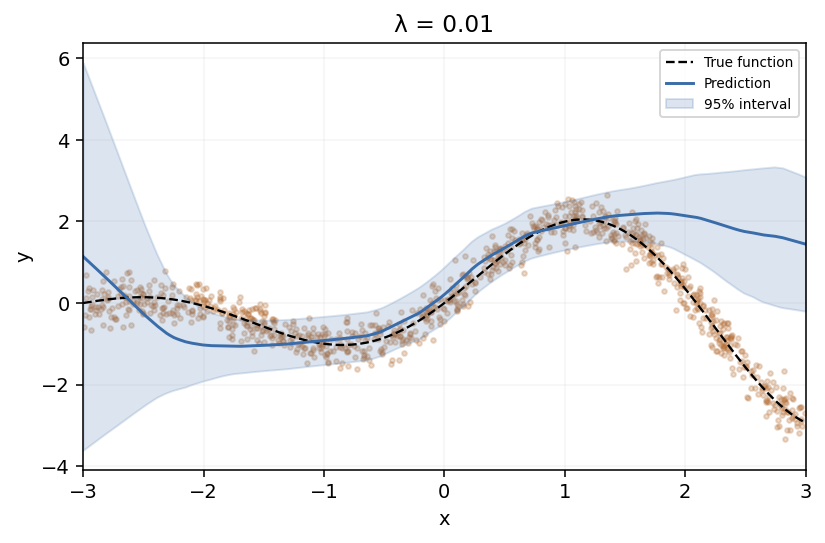 λ = 0.01
6
4
2
0
−2
−4
y
True function
Prediction
95% interval
−3 −2 −1 0 1 2 3
x